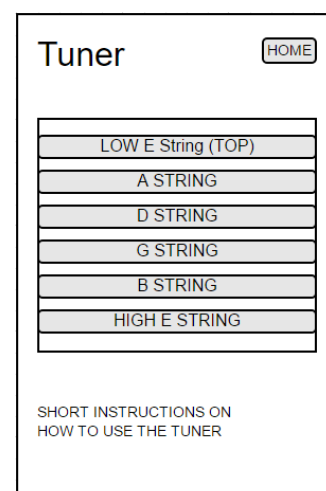 Tuner
HOME
LOW E String (TOP)
A STRING
D STRING
G STRING
B STRING
HIGH E STRING
SHORT INSTRUCTIONS ON
HOW TO USE THE TUNER